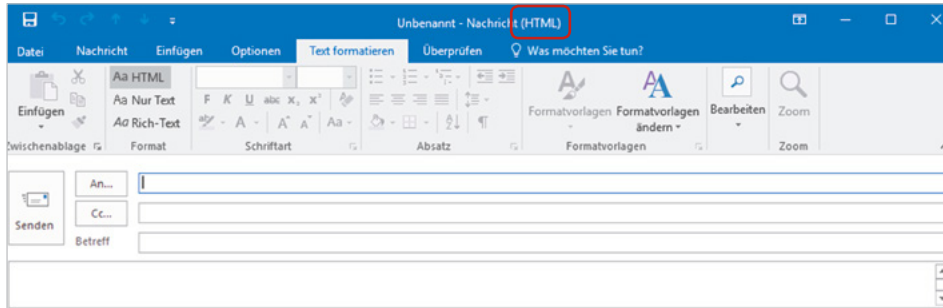 Unbenannt - Nachricht (HTML)
Datei Nachricht Einfügen Optionen Text formatieren Überprüfen Was möchten Sie tun?
Einfügen
Aa HTML
Aa Nur Text
Aa Rich-Text
F K U abc x, x²
A A A Aa
Formatvorlagen
Formatvorlagen ändern
Bearbeiten
Zoom
Zwischenablage Format Schriftart Absatz Formatvorlagen Zoom
Senden
An...
Cc...
Betreff